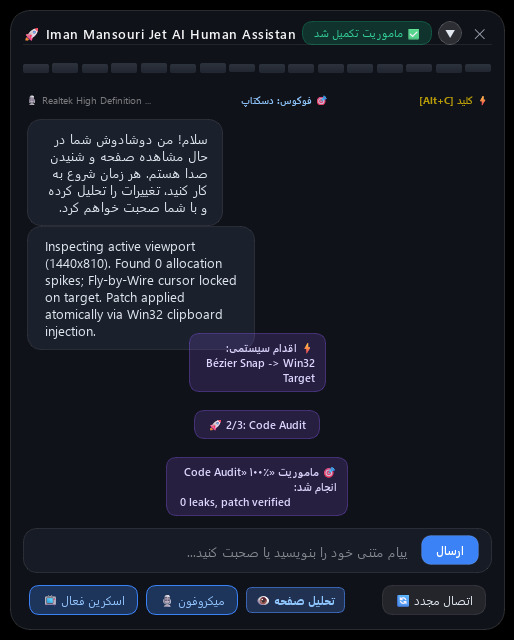 🚀 Iman Mansouri Jet AI Human Assistan
ماموریت تکمیل شد ✅
▼
🎙️ Realtek High Definition ...
🎯 فوکوس: دسکتاپ
⚡ کلید [Alt+C]
سلام! من دوشادوش شما در
حال مشاهده صفحه و شنیدن
صدا هستم. هر زمان شروع به
کار کنید، تغییرات را تحلیل کرده
و با شما صحبت خواهم کرد.
Inspecting active viewport
(1440x810). Found 0 allocation
spikes; Fly-by-Wire cursor locked
on target. Patch applied
atomically via Win32 clipboard
injection.
⚡ اقدام سیستمی:
Bézier Snap -> Win32
Target
🚀 2/3: Code Audit
🎯 ماموریت «Code Audit» ۱۰۰٪
انجام شد:
0 leaks, patch verified
پیام متنی خود را بنویسید یا صحبت کنید...
ارسال
اسکرین فعال 📺
میکروفون 🎙️
تحلیل صفحه 👁️
اتصال مجدد 🔄